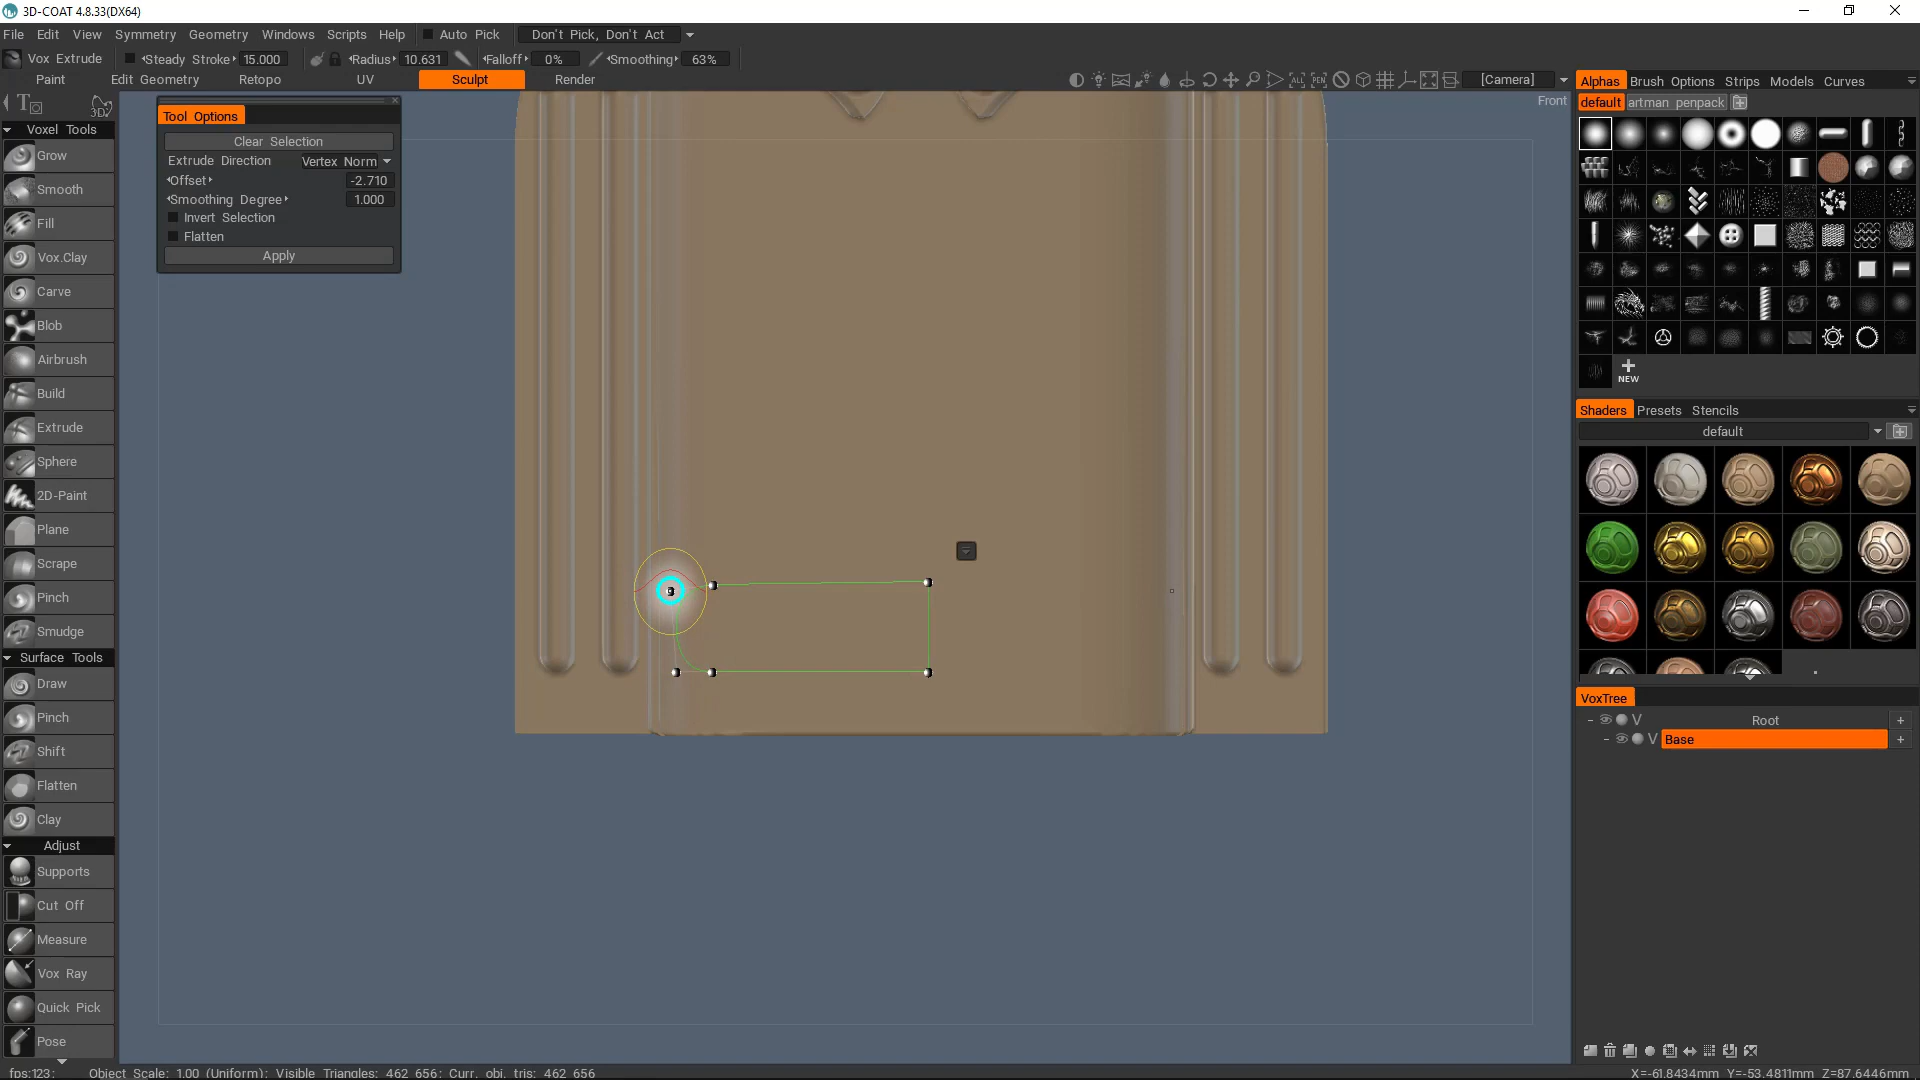 3D-COAT 4.8.33(DX64)
File Edit View Symmetry Geometry Windows Scripts Help Auto Pick Don't Pick, Don't Act
Vox Extrude Steady Stroke 15.000 Radius 10.631 Falloff 0% Smoothing 63%
Paint Edit Geometry Retopo UV Sculpt Render [Camera]
Front
Tool Options
Clear Selection
Extrude Direction Vertex Norm
Offset -2.710
Smoothing Degree 1.000
Invert Selection
Flatten
Apply
3D
Voxel Tools
Grow
Smooth
Fill
Vox.Clay
Carve
Blob
Airbrush
Build
Extrude
Sphere
2D-Paint
Plane
Scrape
Pinch
Smudge
Surface Tools
Draw
Pinch
Shift
Flatten
Clay
Adjust
Supports
Cut Off
Measure
Vox Ray
Quick Pick
Pose
Alphas Brush Options Strips Models Curves
default artman penpack
NEW
Shaders Presets Stencils
default
VoxTree
V Root +
V Base +
fps:123; Object Scale: 1.00 (Uniform); Visible Triangles: 462 656; Curr. obj. tris: 462 656
X=-61.8434mm Y=-53.4811mm Z=87.6446mm